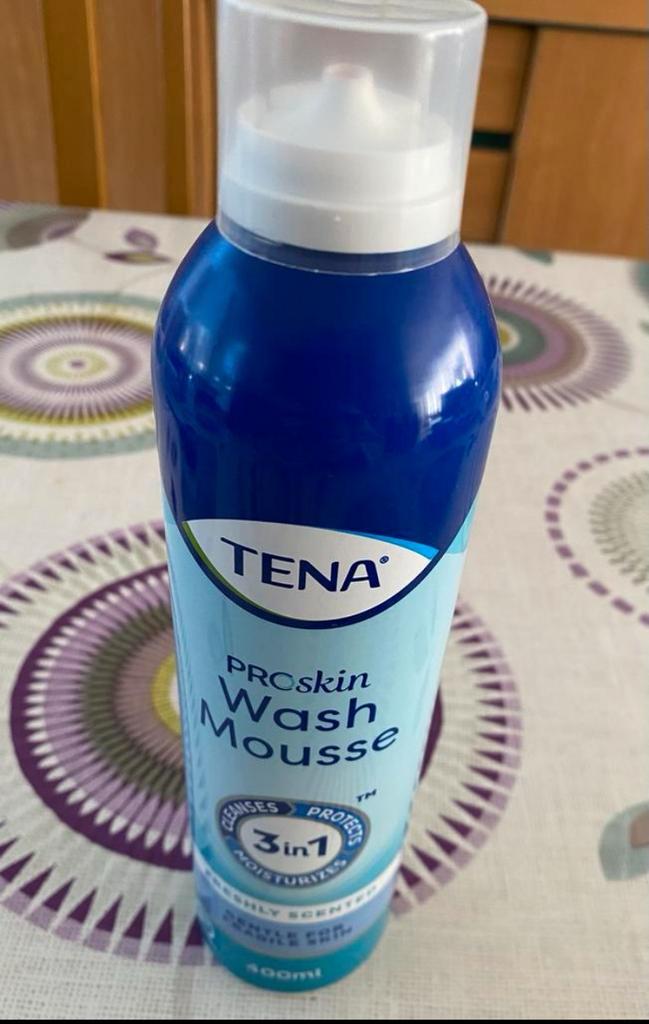 TENA®
PROskin
Wash
Mousse
CLEANSES PROTECTS ™
3in1
MOISTURIZES
FRESHLY SCENTED
GENTLE FOR
FRAGILE SKIN
400ml